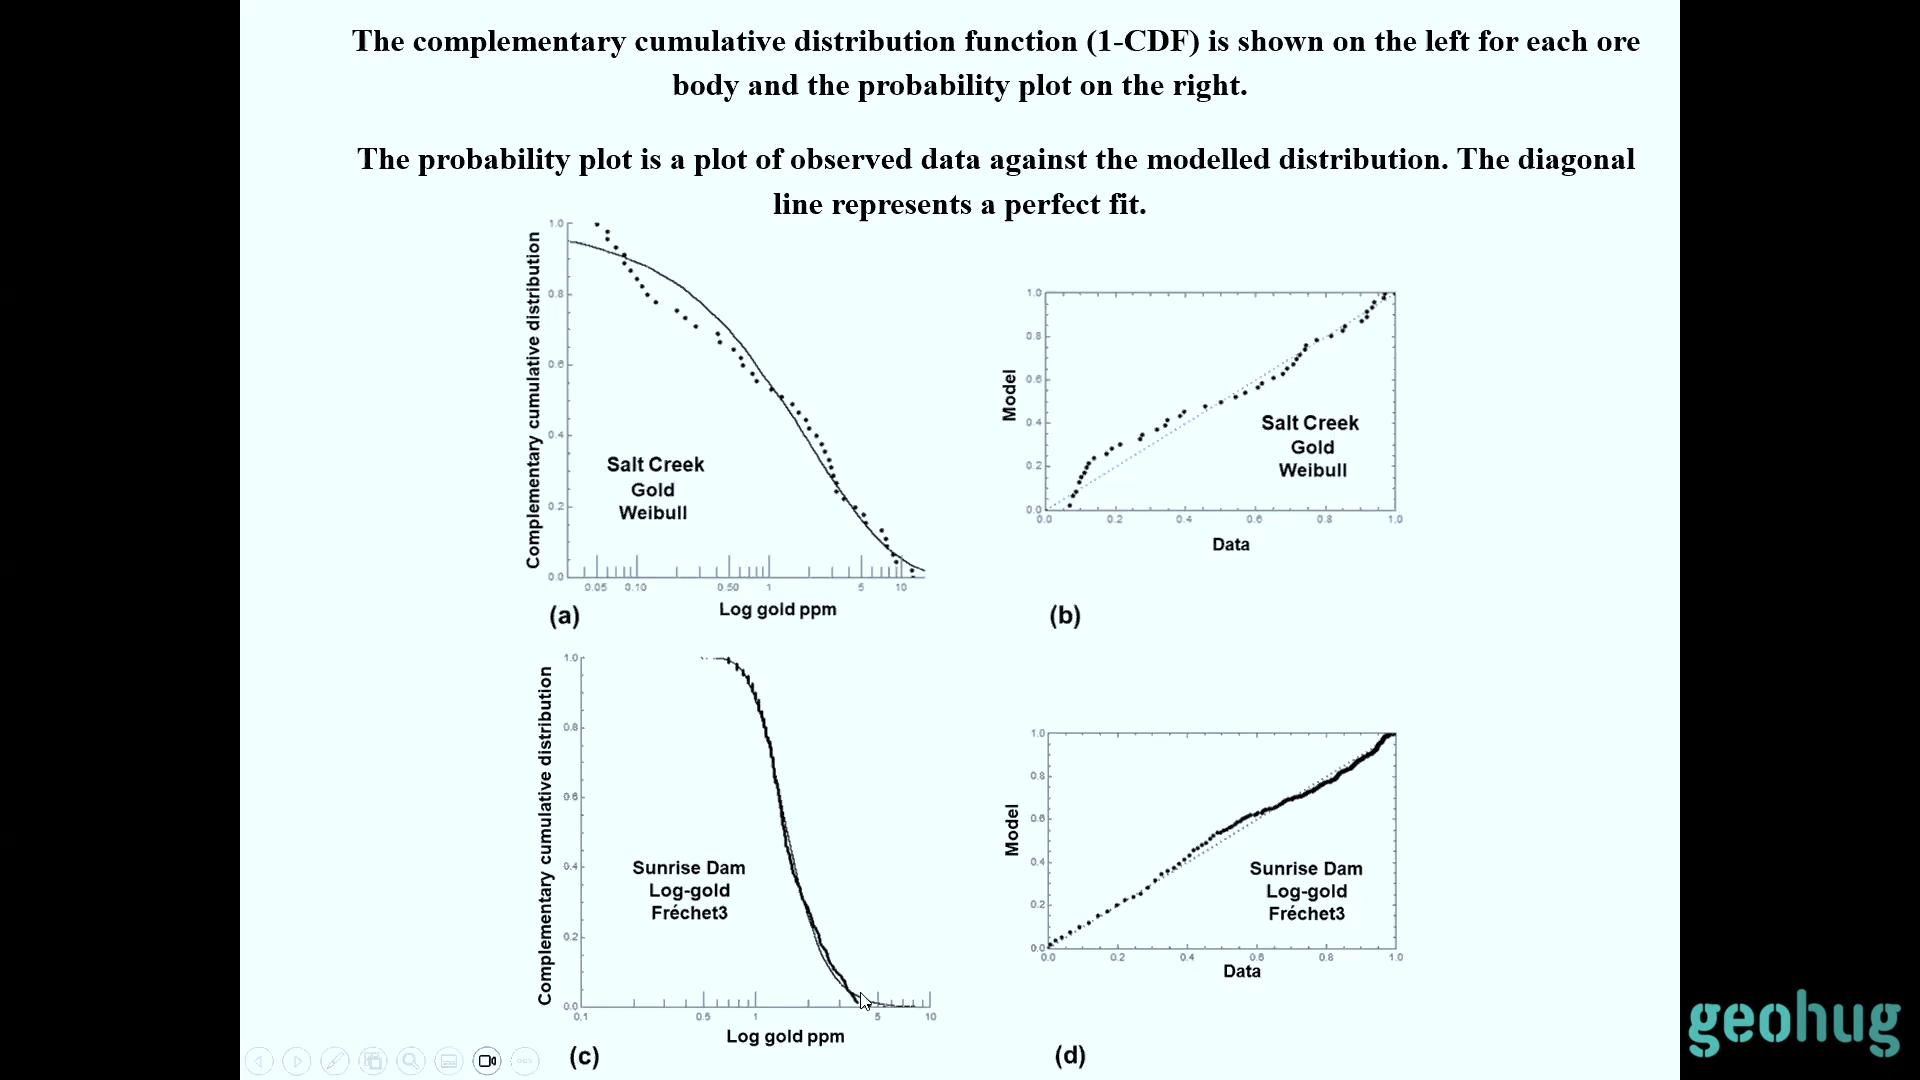 The complementary cumulative distribution function (1-CDF) is shown on the left for each ore
body and the probability plot on the right.
The probability plot is a plot of observed data against the modelled distribution. The diagonal
line represents a perfect fit.
Complementary cumulative distribution
1.0
0.8
0.6
0.4
0.2
0.0
Salt Creek
Gold
Weibull
0.05 0.10 0.50 1 5 10
Log gold ppm
(a)
Model
1.0
0.8
0.6
0.4
0.2
0.0
Salt Creek
Gold
Weibull
0.0 0.2 0.4 0.6 0.8 1.0
Data
(b)
Complementary cumulative distribution
1.0
0.8
0.6
0.4
0.2
0.0
Sunrise Dam
Log-gold
Fréchet3
0.1 0.5 1 5 10
Log gold ppm
(c)
Model
1.0
0.8
0.6
0.4
0.2
0.0
Sunrise Dam
Log-gold
Fréchet3
0.0 0.2 0.4 0.6 0.8 1.0
Data
(d)
geohug